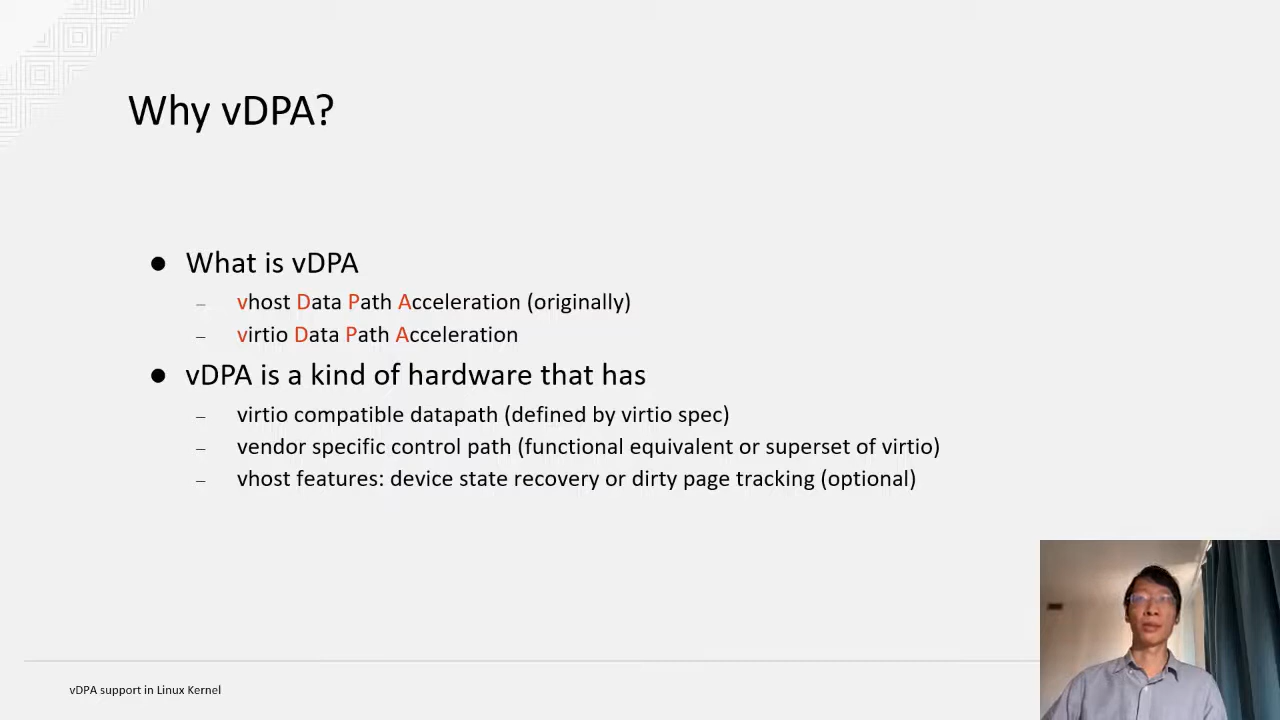 Why vDPA?
● What is vDPA
– vhost Data Path Acceleration (originally)
– virtio Data Path Acceleration
● vDPA is a kind of hardware that has
– virtio compatible datapath (defined by virtio spec)
– vendor specific control path (functional equivalent or superset of virtio)
– vhost features: device state recovery or dirty page tracking (optional)
vDPA support in Linux Kernel